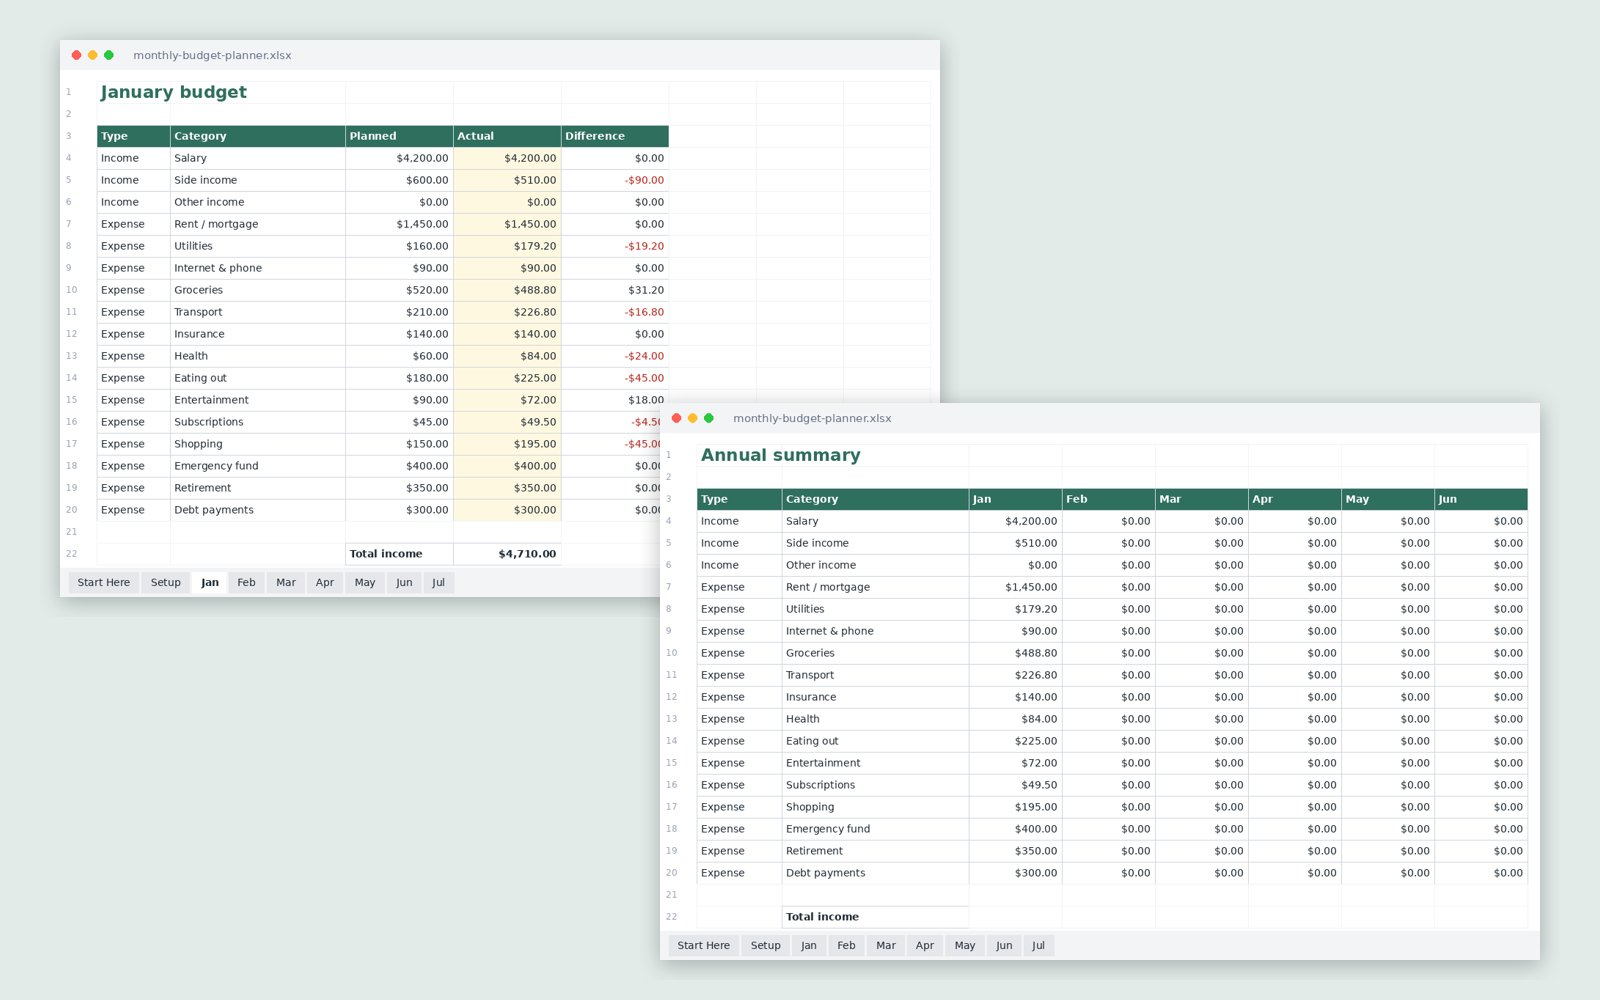 monthly-budget-planner.xlsx
1 January budget
2
3 Type Category Planned Actual Difference
4 Income Salary $4,200.00 $4,200.00 $0.00
5 Income Side income $600.00 $510.00 -$90.00
6 Income Other income $0.00 $0.00 $0.00
7 Expense Rent / mortgage $1,450.00 $1,450.00 $0.00
8 Expense Utilities $160.00 $179.20 -$19.20
9 Expense Internet & phone $90.00 $90.00 $0.00
10 Expense Groceries $520.00 $488.80 $31.20
11 Expense Transport $210.00 $226.80 -$16.80
12 Expense Insurance $140.00 $140.00 $0.00
13 Expense Health $60.00 $84.00 -$24.00
14 Expense Eating out $180.00 $225.00 -$45.00
15 Expense Entertainment $90.00 $72.00 $18.00
16 Expense Subscriptions $45.00 $49.50 -$4.50
17 Expense Shopping $150.00 $195.00 -$45.00
18 Expense Emergency fund $400.00 $400.00 $0.00
19 Expense Retirement $350.00 $350.00 $0.00
20 Expense Debt payments $300.00 $300.00 $0.00
21
22 Total income $4,710.00
Start Here Setup Jan Feb Mar Apr May Jun Jul
monthly-budget-planner.xlsx
1 Annual summary
2
3 Type Category Jan Feb Mar Apr May Jun
4 Income Salary $4,200.00 $0.00 $0.00 $0.00 $0.00 $0.00
5 Income Side income $510.00 $0.00 $0.00 $0.00 $0.00 $0.00
6 Income Other income $0.00 $0.00 $0.00 $0.00 $0.00 $0.00
7 Expense Rent / mortgage $1,450.00 $0.00 $0.00 $0.00 $0.00 $0.00
8 Expense Utilities $179.20 $0.00 $0.00 $0.00 $0.00 $0.00
9 Expense Internet & phone $90.00 $0.00 $0.00 $0.00 $0.00 $0.00
10 Expense Groceries $488.80 $0.00 $0.00 $0.00 $0.00 $0.00
11 Expense Transport $226.80 $0.00 $0.00 $0.00 $0.00 $0.00
12 Expense Insurance $140.00 $0.00 $0.00 $0.00 $0.00 $0.00
13 Expense Health $84.00 $0.00 $0.00 $0.00 $0.00 $0.00
14 Expense Eating out $225.00 $0.00 $0.00 $0.00 $0.00 $0.00
15 Expense Entertainment $72.00 $0.00 $0.00 $0.00 $0.00 $0.00
16 Expense Subscriptions $49.50 $0.00 $0.00 $0.00 $0.00 $0.00
17 Expense Shopping $195.00 $0.00 $0.00 $0.00 $0.00 $0.00
18 Expense Emergency fund $400.00 $0.00 $0.00 $0.00 $0.00 $0.00
19 Expense Retirement $350.00 $0.00 $0.00 $0.00 $0.00 $0.00
20 Expense Debt payments $300.00 $0.00 $0.00 $0.00 $0.00 $0.00
21
22 Total income
Start Here Setup Jan Feb Mar Apr May Jun Jul